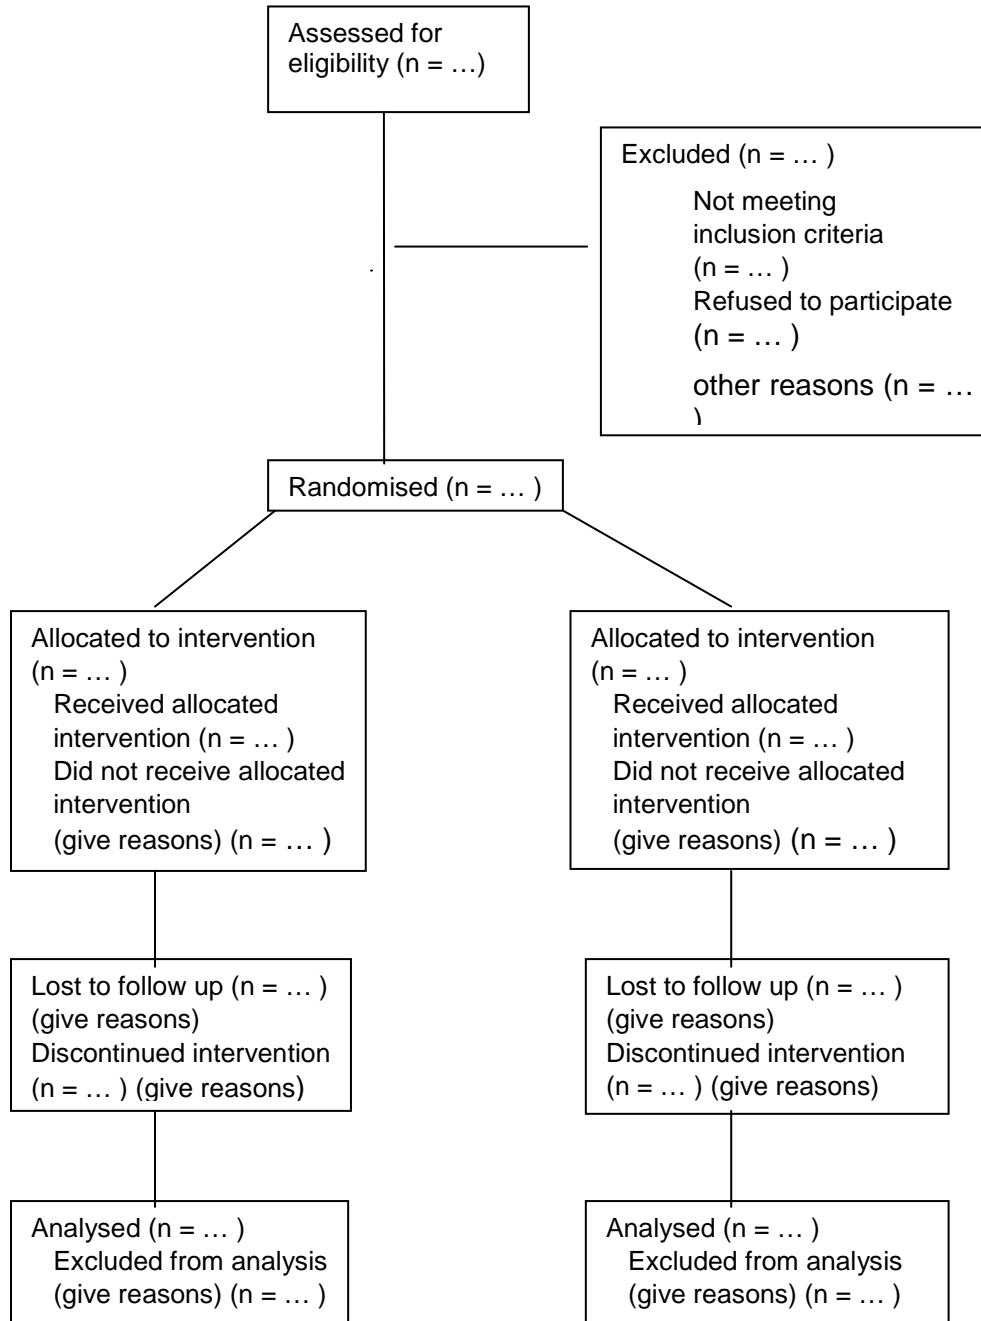 Assessed for
eligibility (n = …)
Excluded (n = … )
Not meeting
inclusion criteria
(n = … )
Refused to participate
(n = … )
other reasons (n = …
)
Randomised (n = … )
Allocated to intervention
(n = … )
Received allocated
intervention (n = … )
Did not receive allocated
intervention
(give reasons) (n = … )
Allocated to intervention
(n = … )
Received allocated
intervention (n = … )
Did not receive allocated
intervention
(give reasons) (n = … )
Lost to follow up (n = … )
(give reasons)
Discontinued intervention
(n = … ) (give reasons)
Lost to follow up (n = … )
(give reasons)
Discontinued intervention
(n = … ) (give reasons)
Analysed (n = … )
Excluded from analysis
(give reasons) (n = … )
Analysed (n = … )
Excluded from analysis
(give reasons) (n = … )